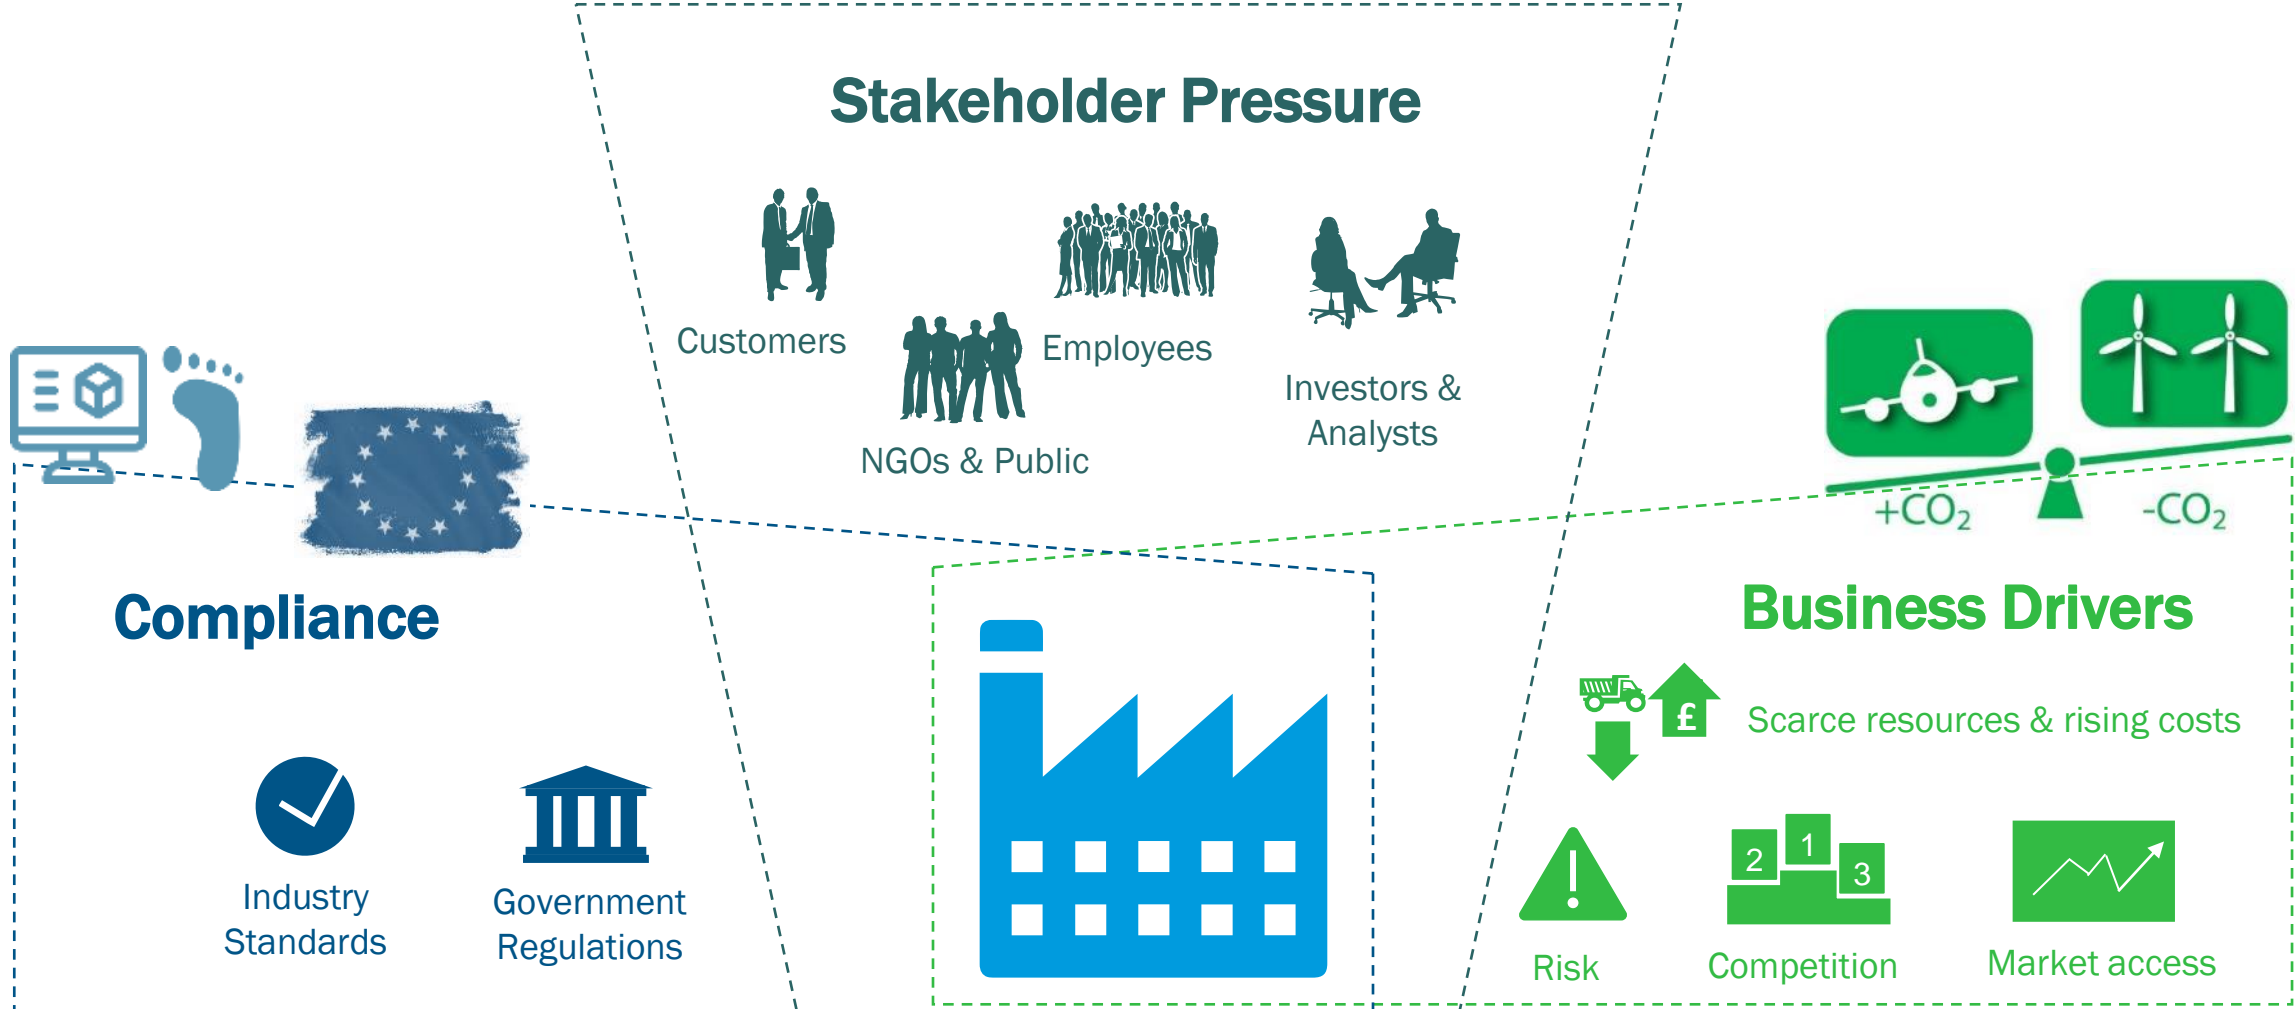 Stakeholder Pressure
Customers
Employees
NGOs & Public
Investors &
Analysts
Compliance
Industry
Standards
Government
Regulations
+CO₂
-CO₂
Business Drivers
£
Scarce resources & rising costs
Risk
2
1
3
Competition
Market access